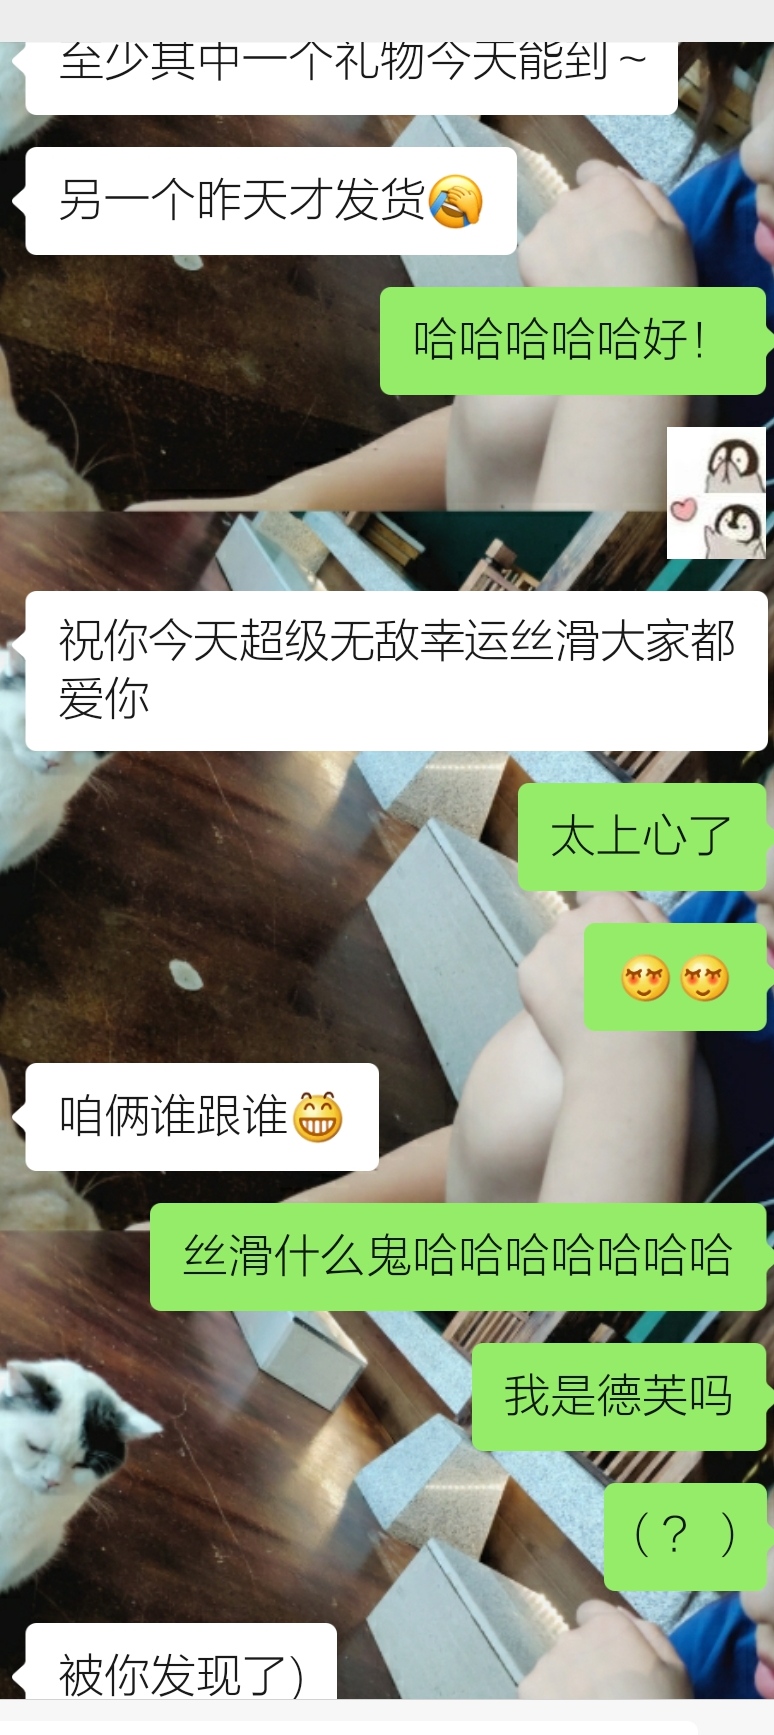 至少其中一个礼物今天能到～
另一个昨天才发货🤦
哈哈哈哈哈好！
祝你今天超级无敌幸运丝滑大家都
爱你
太上心了
咱俩谁跟谁😁
丝滑什么鬼哈哈哈哈哈哈哈
我是德芙吗
（？ ）
被你发现了)